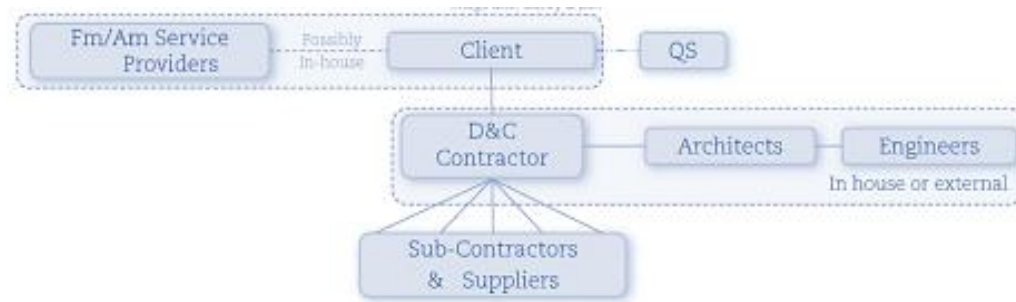 Fm/Am Service
Providers
Possibly
In-house
Client
QS
D&C
Contractor
Architects
Engineers
In house or external
Sub-Contractors
& Suppliers